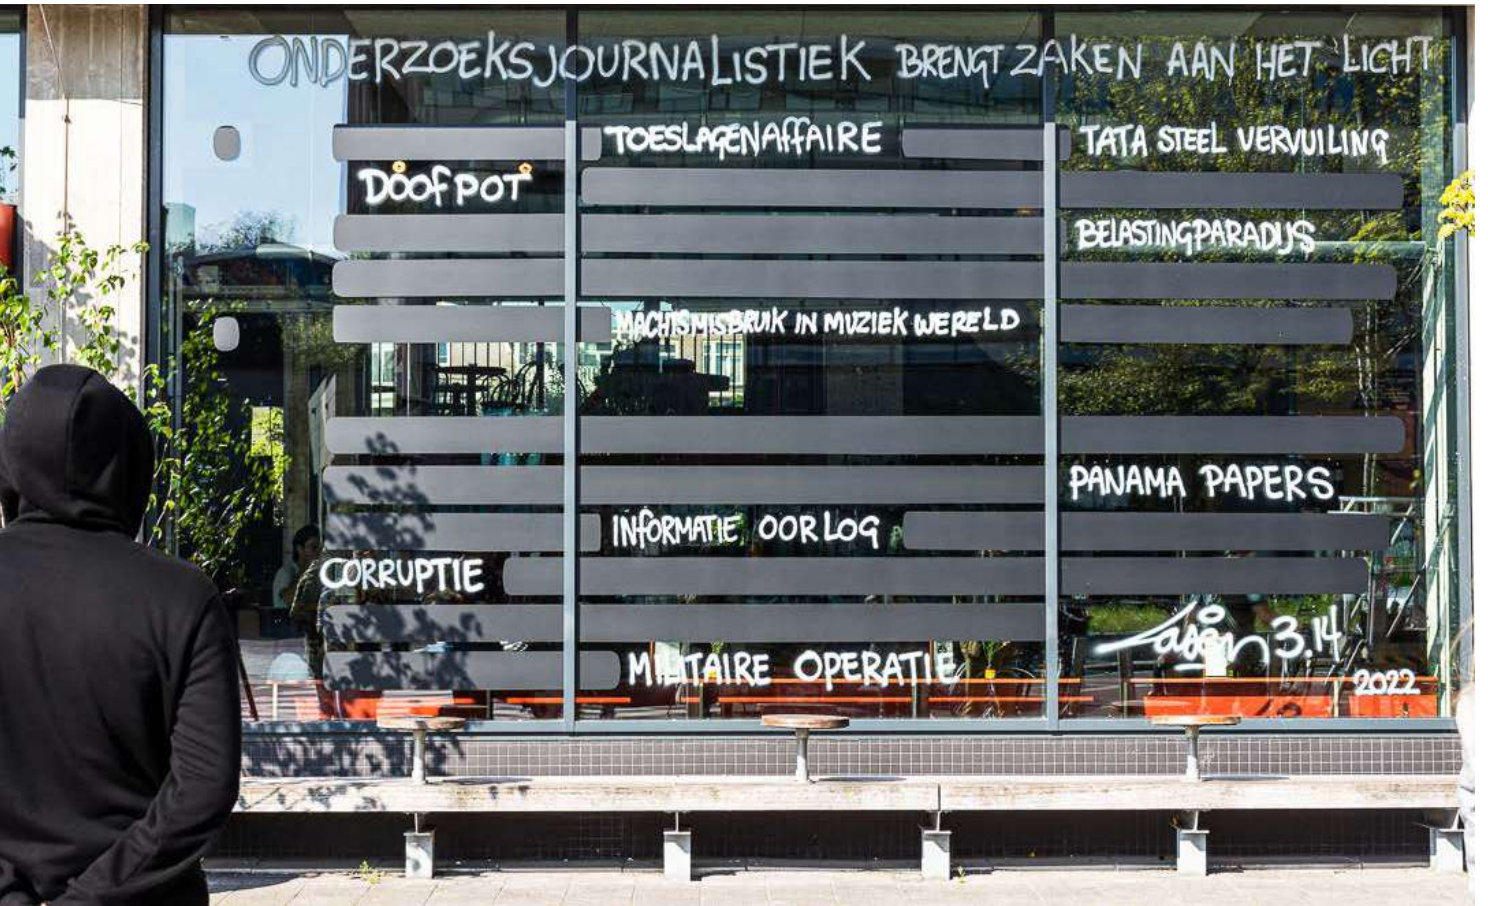 ONDERZOEKSJOURNALISTIEK BRENGT ZAKEN AAN HET LICHT
TOESLAGENAFFAIRE TATA STEEL VERVUILING
DOOFPOT
BELASTINGPARADIJS
MACHTSMISBRUIK IN MUZIEK WERELD
PANAMA PAPERS
INFORMATIE OORLOG
CORRUPTIE
Laser 3.14
MILITAIRE OPERATIE
2022